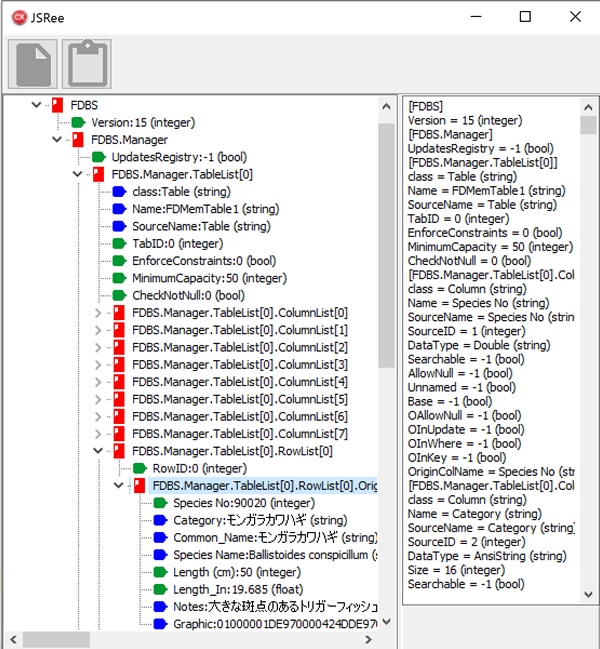 JSRee
FDBS
Version:15 (integer)
FDBS.Manager
UpdatesRegistry:-1 (bool)
FDBS.Manager.TableList[0]
class:Table (string)
Name:FDMemTable1 (string)
SourceName:Table (string)
TabID:0 (integer)
EnforceConstraints:0 (bool)
MinimumCapacity:50 (integer)
CheckNotNull:0 (bool)
FDBS.Manager.TableList[0].ColumnList[0]
FDBS.Manager.TableList[0].ColumnList[1]
FDBS.Manager.TableList[0].ColumnList[2]
FDBS.Manager.TableList[0].ColumnList[3]
FDBS.Manager.TableList[0].ColumnList[4]
FDBS.Manager.TableList[0].ColumnList[5]
FDBS.Manager.TableList[0].ColumnList[6]
FDBS.Manager.TableList[0].ColumnList[7]
FDBS.Manager.TableList[0].RowList[0]
RowID:0 (integer)
FDBS.Manager.TableList[0].RowList[0].Orig
Species No:90020 (integer)
Category:モンガラカワハギ (string)
Common_Name:モンガラカワハギ (string)
Species Name:Ballistoides conspicillum (s
Length (cm):50 (integer)
Length_In:19.685 (float)
Notes:大きな斑点のあるトリガーフィッシュ
Graphic:01000001DE970000424DDE97
[FDBS]
Version = 15 (integer)
[FDBS.Manager]
UpdatesRegistry = -1 (bool)
[FDBS.Manager.TableList[0]]
class = Table (string)
Name = FDMemTable1 (string)
SourceName = Table (string)
TabID = 0 (integer)
EnforceConstraints = 0 (bool)
MinimumCapacity = 50 (integer)
CheckNotNull = 0 (bool)
[FDBS.Manager.TableList[0].Col
class = Column (string)
Name = Species No (string)
SourceName = Species No (string)
SourceID = 1 (integer)
DataType = Double (string)
Searchable = -1 (bool)
AllowNull = -1 (bool)
Unnamed = -1 (bool)
Base = -1 (bool)
OAllowNull = -1 (bool)
OInUpdate = -1 (bool)
OInWhere = -1 (bool)
OInKey = -1 (bool)
OriginColName = Species No (str
[FDBS.Manager.TableList[0].Col
class = Column (string)
Name = Category (string)
SourceName = Category (string)
SourceID = 2 (integer)
DataType = AnsiString (string)
Size = 16 (integer)
Searchable = -1 (bool)